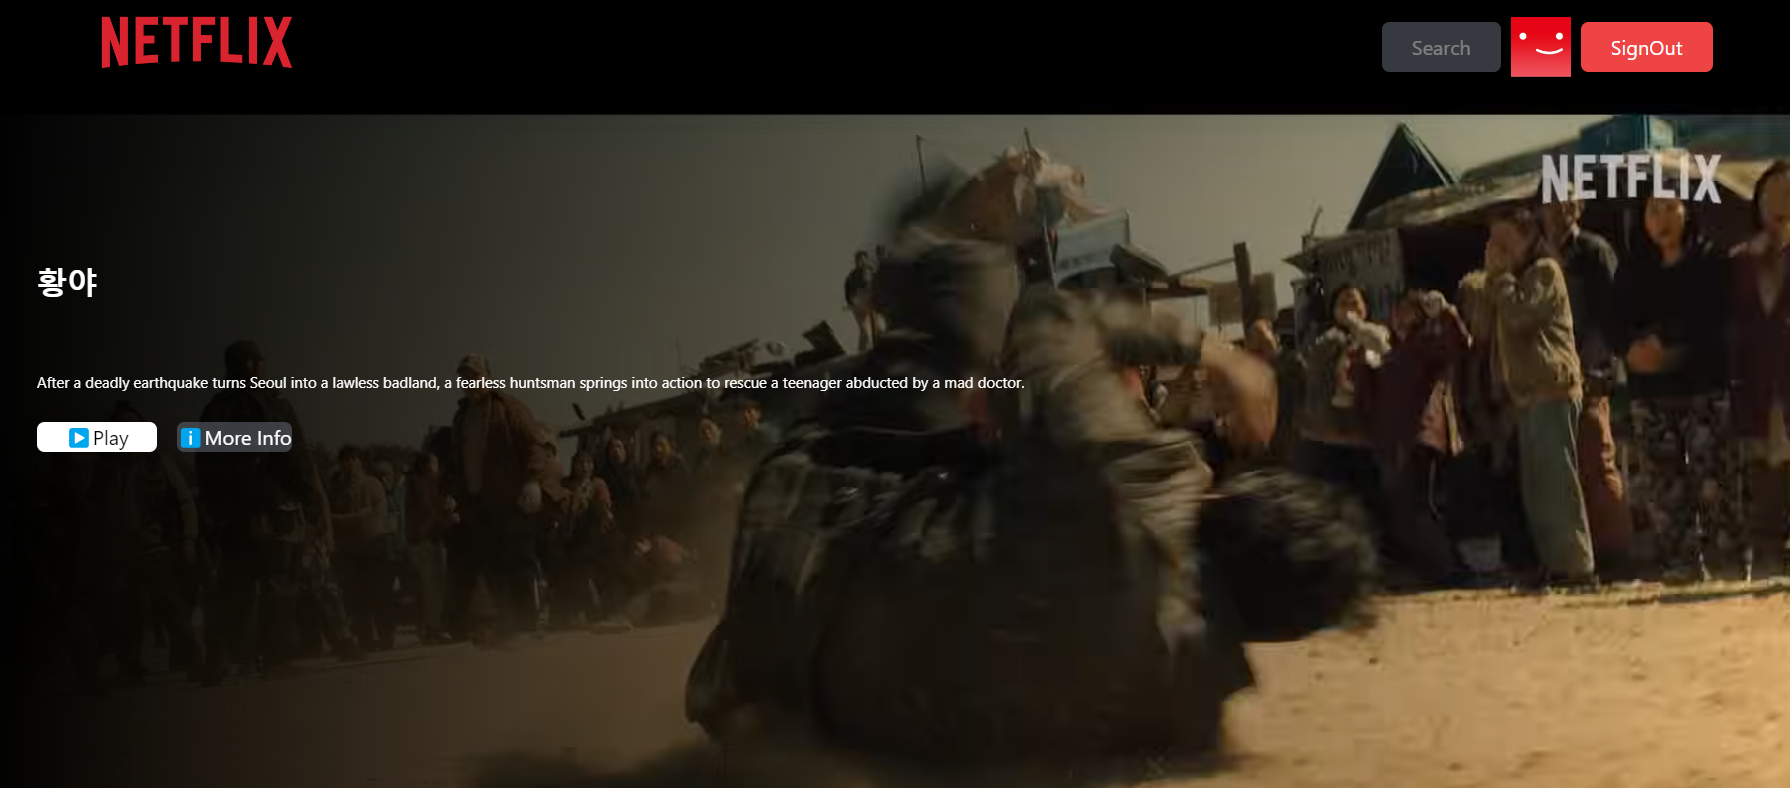 NETFLIX
Search
SignOut
NETFLIX
황야
After a deadly earthquake turns Seoul into a lawless badland, a fearless huntsman springs into action to rescue a teenager abducted by a mad doctor.
Play
More Info